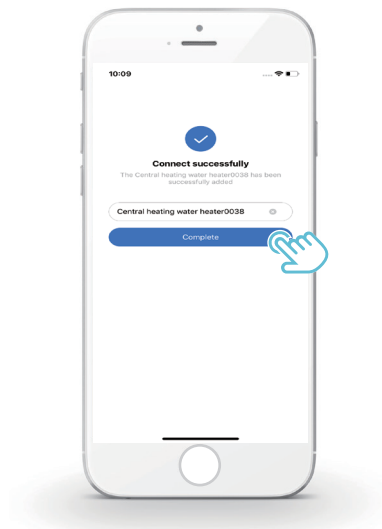 10:09
Connect successfully
The Central heating water heater0038 has been
successfully added
Central heating water heater0038
Complete